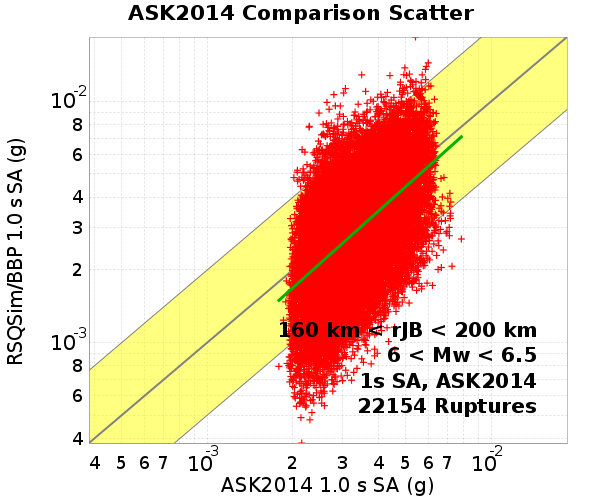 ASK2014 Comparison Scatter
RSQSim/BBP 1.0 s SA (g)
10-2
8
6
4
3
2
10-3
8
6
4
160 km < rJB < 200 km
6 < Mw < 6.5
1s SA, ASK2014
22154 Ruptures
4 5 6 7 10-3 2 3 4 5 6 7 10-2
ASK2014 1.0 s SA (g)